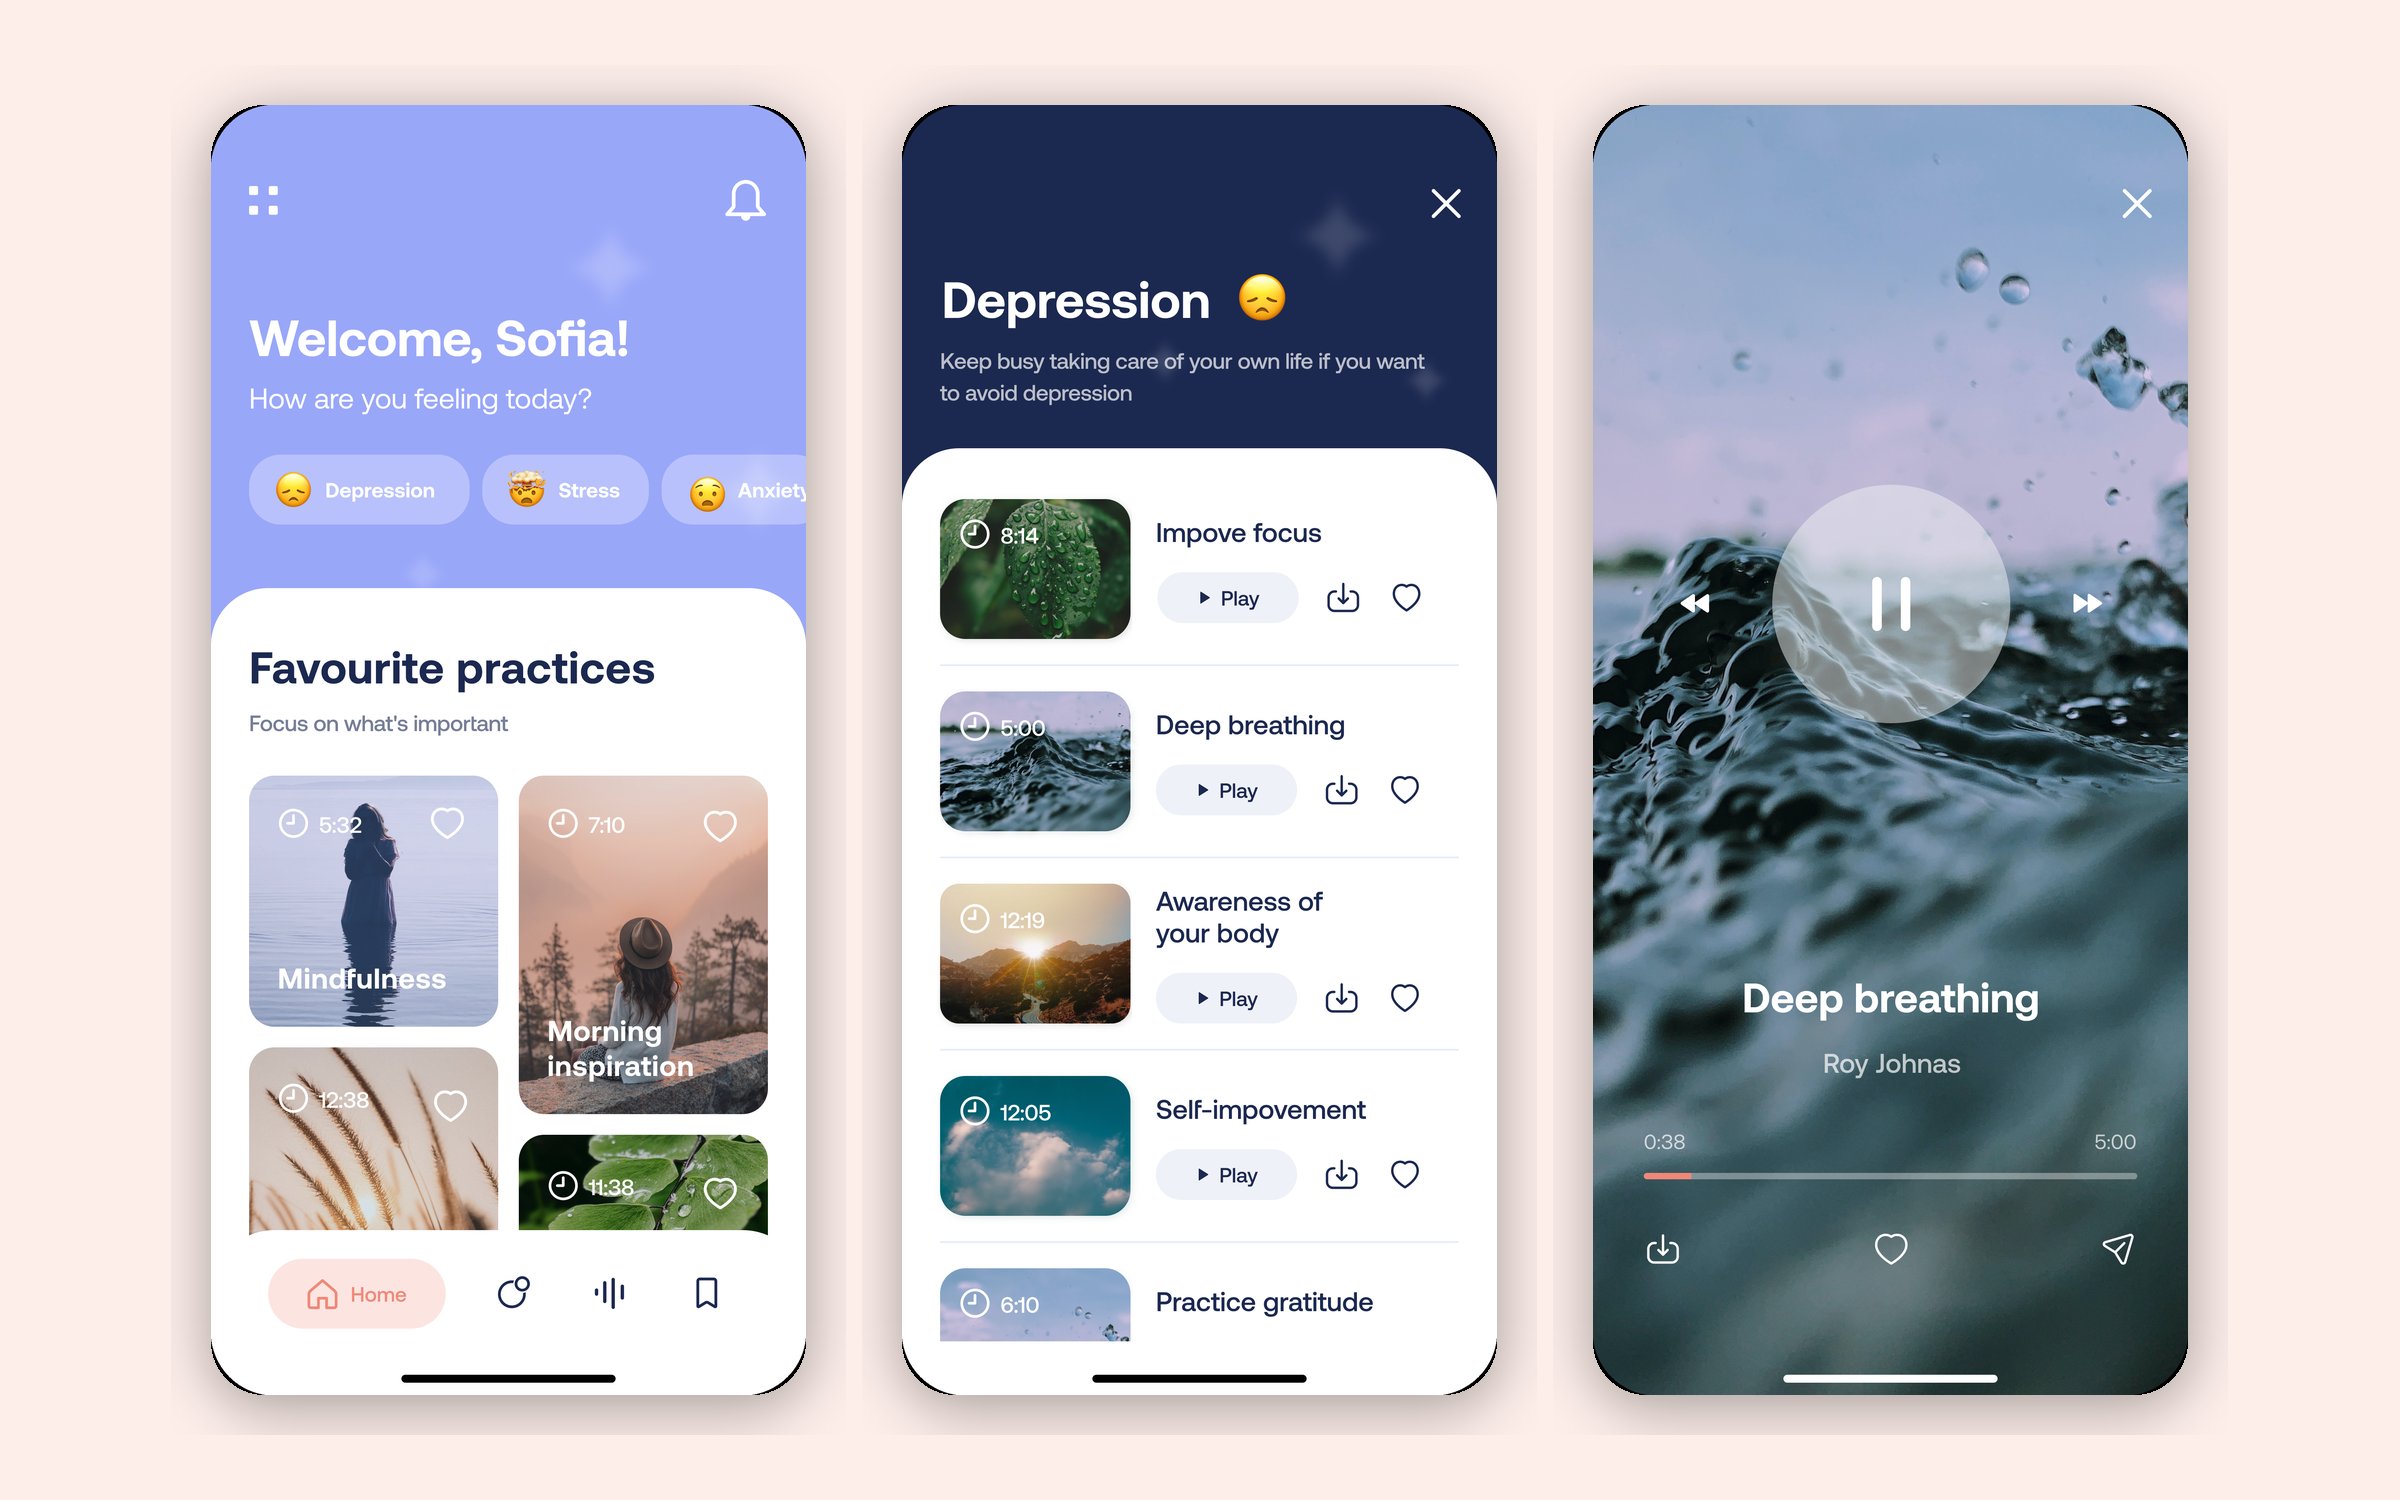 Welcome, Sofia!
How are you feeling today?
Depression
Stress
Anxiety
Favourite practices
Focus on what's important
5:32
7:10
Mindfulness
Morning
inspiration
12:38
11:38
Home
Depression
Keep busy taking care of your own life if you want
to avoid depression
8:14
Impove focus
Play
5:00
Deep breathing
Play
12:19
Awareness of
your body
Play
12:05
Self-impovement
Play
6:10
Practice gratitude
Deep breathing
Roy Johnas
0:38
5:00